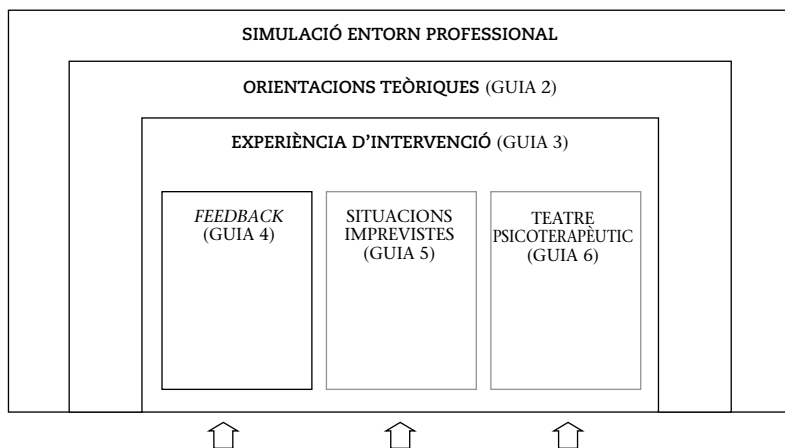 SIMULACIÓ ENTORN PROFESSIONAL
ORIENTACIONS TEÒRIQUES (GUIA 2)
EXPERIÈNCIA D’INTERVENCIÓ (GUIA 3)
FEEDBACK
(GUIA 4)
SITUACIONS
IMPREVISTES
(GUIA 5)
TEATRE
PSICOTERAPÈUTIC
(GUIA 6)